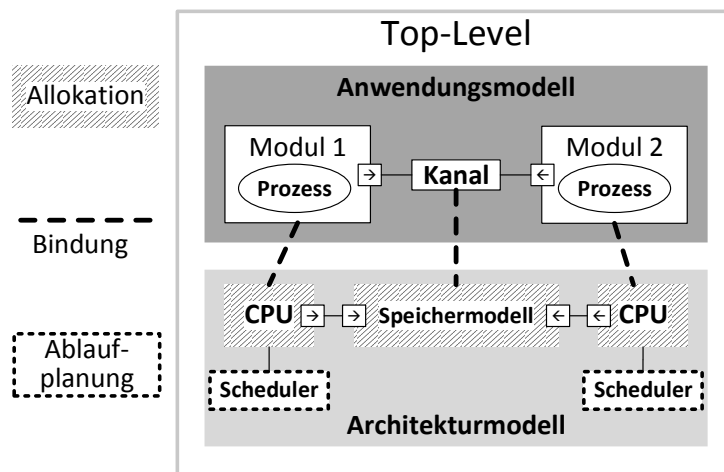 Top-Level
Allokation
Anwendungsmodell
Modul 1
Prozess
→
Kanal
←
Modul 2
Prozess
Bindung
CPU
→
→
Speichermodell
←
←
CPU
Ablauf-
planung
Scheduler
Scheduler
Architekturmodell